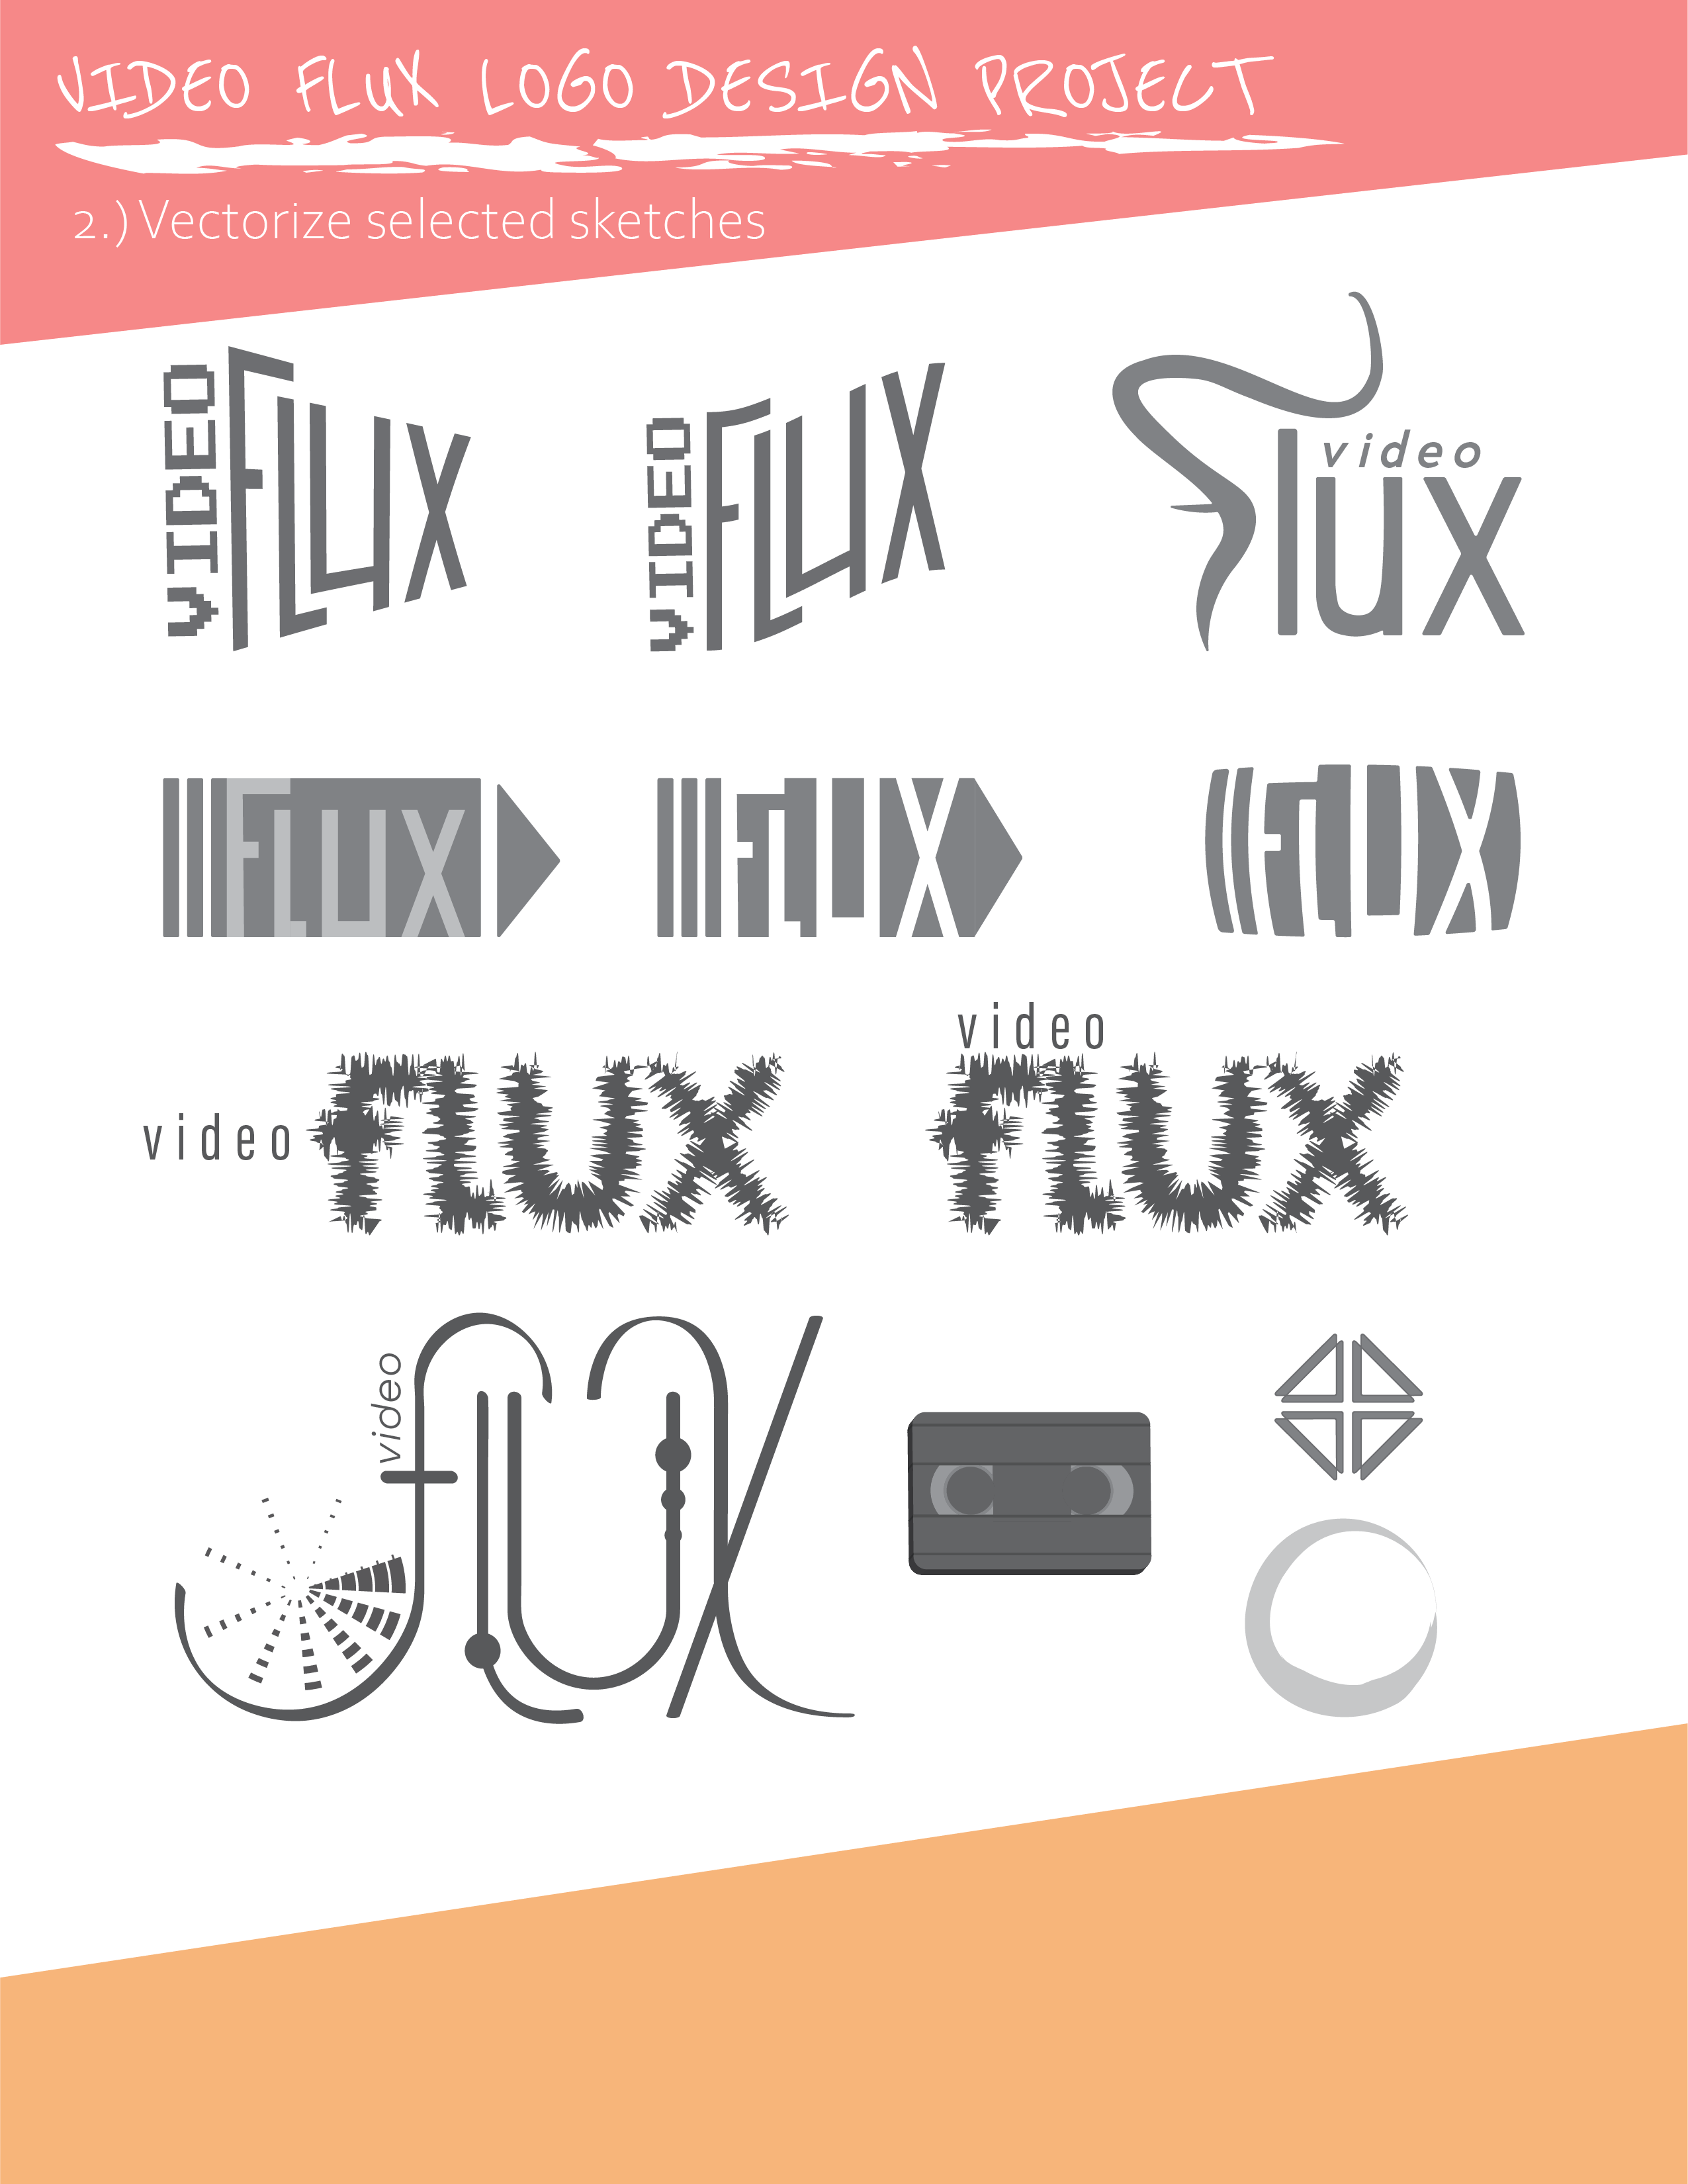 VIDEO FLUX LOGO DESIGN PROJECT
2.) Vectorize selected sketches
VIDEO FLUX
VIDEO FLUX
video
flux
FLUX
FLUX
FLUX
video flux
video
flux
video
flux